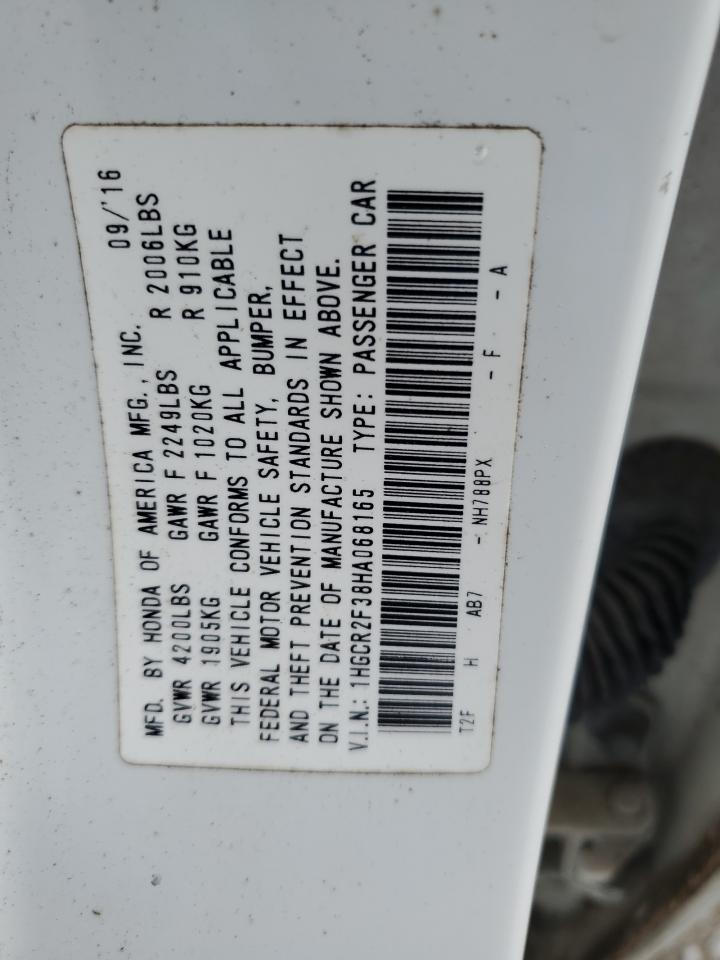 MFD. BY HONDA OF AMERICA MFG., INC. 09/'16
GVWR 4200LBS GAWR F 2249LBS R 2006LBS
GVWR 1905KG GAWR F 1020KG R 910KG
THIS VEHICLE CONFORMS TO ALL APPLICABLE
FEDERAL MOTOR VEHICLE SAFETY, BUMPER,
AND THEFT PREVENTION STANDARDS IN EFFECT
ON THE DATE OF MANUFACTURE SHOWN ABOVE.
V.I.N.: 1HGCR2F38HA068165 TYPE: PASSENGER CAR
T2F H AB7 - NH788PX - F - A